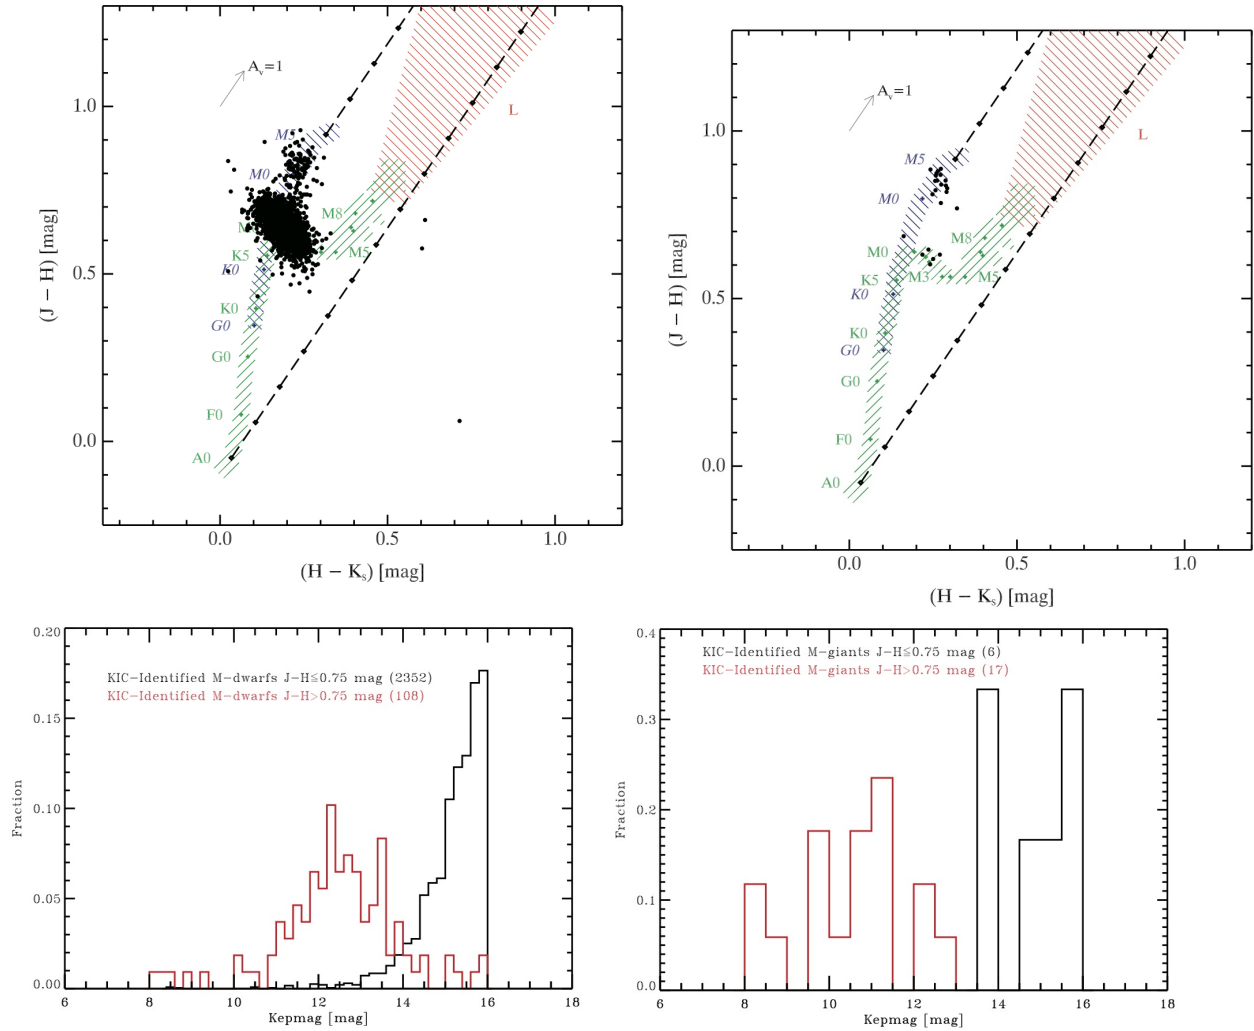 A_v=1
M5
M0
L
M8
M
K5
M5
K0
K0
G0
G0
F0
A0
1.0
0.5
0.0
0.0
0.5
1.0
(J − H) [mag]
(H − K_s) [mag]
A_v=1
M5
L
M0
M8
M0
K5
M3
M5
K0
K0
G0
G0
F0
A0
1.0
0.5
0.0
0.0
0.5
1.0
(J − H) [mag]
(H − K_s) [mag]
KIC-Identified M-dwarfs J-H≤0.75 mag (2352)
KIC-Identified M-dwarfs J-H>0.75 mag (108)
0.20
0.15
0.10
0.05
0.00
6
8
10
12
14
16
18
Fraction
Kepmag [mag]
KIC-Identified M-giants J-H≤0.75 mag (6)
KIC-Identified M-giants J-H>0.75 mag (17)
0.4
0.3
0.2
0.1
0.0
6
8
10
12
14
16
18
Fraction
Kepmag [mag]